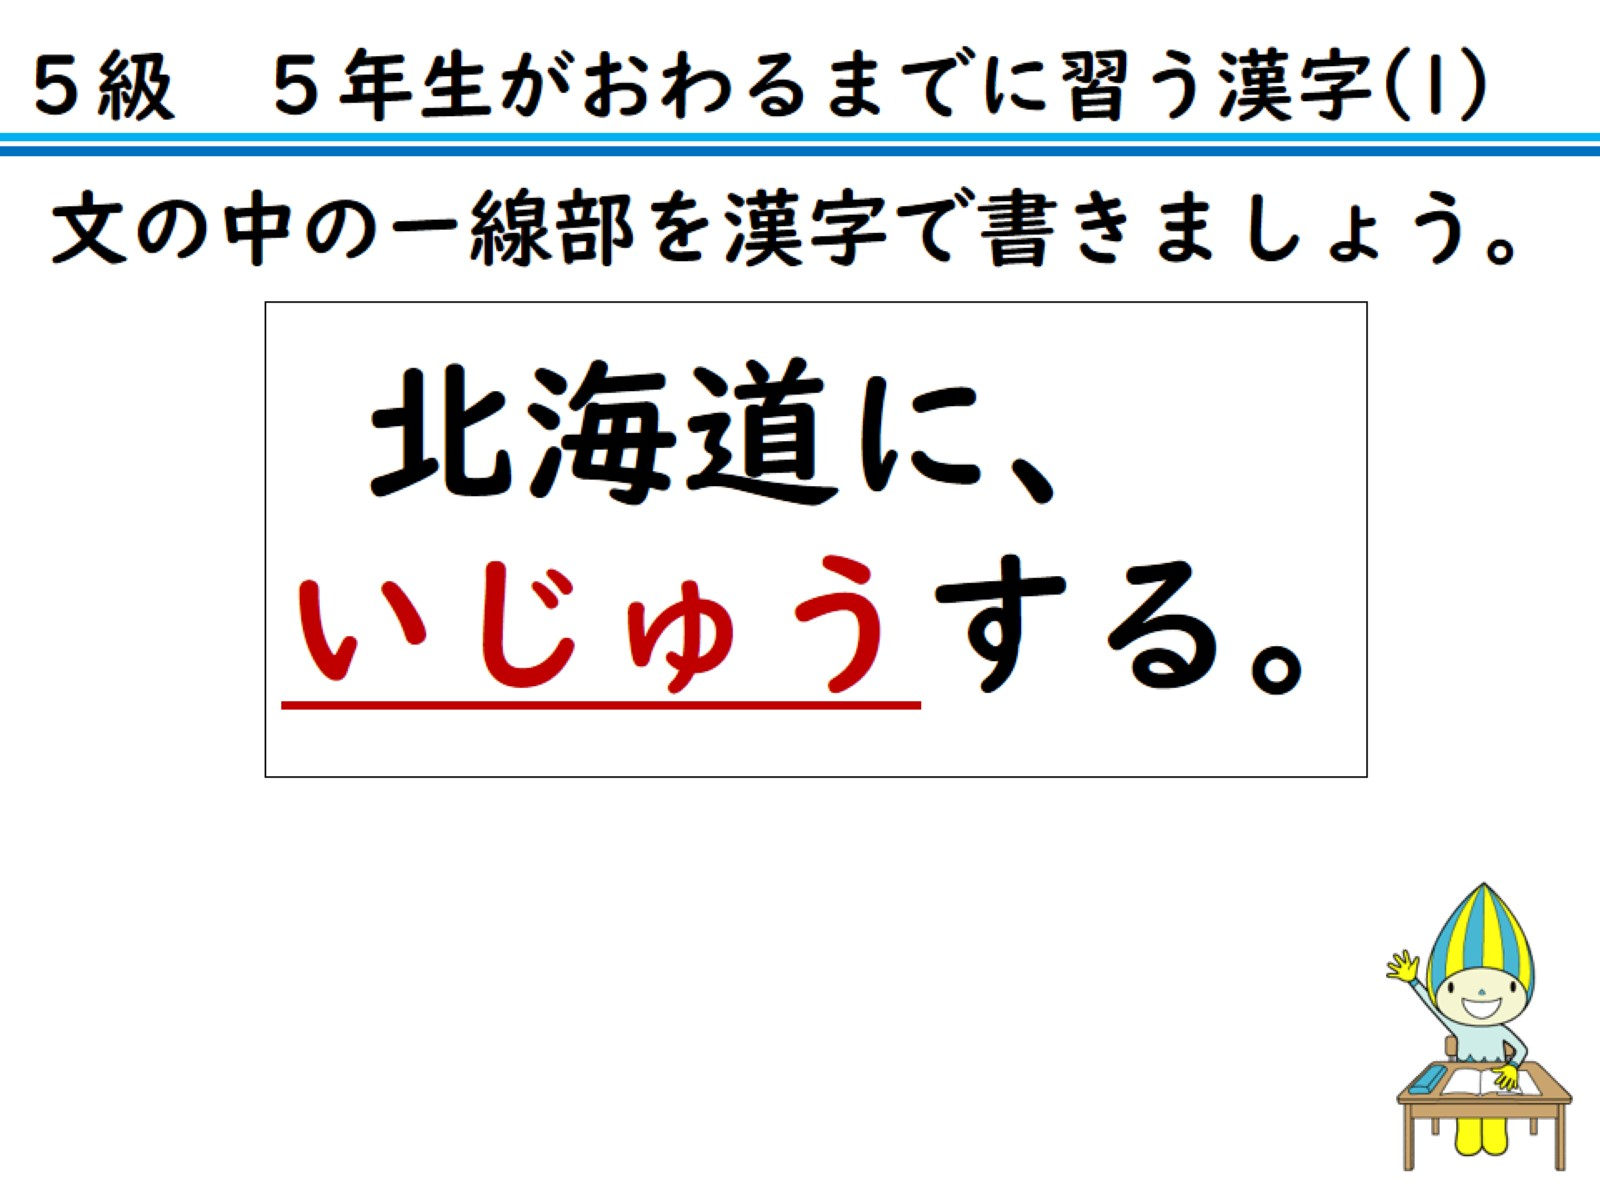 ５級　５年生がおわるまでに習う漢字(1)
文の中の一線部を漢字で書きましょう。
北海道に、
いじゅうする。